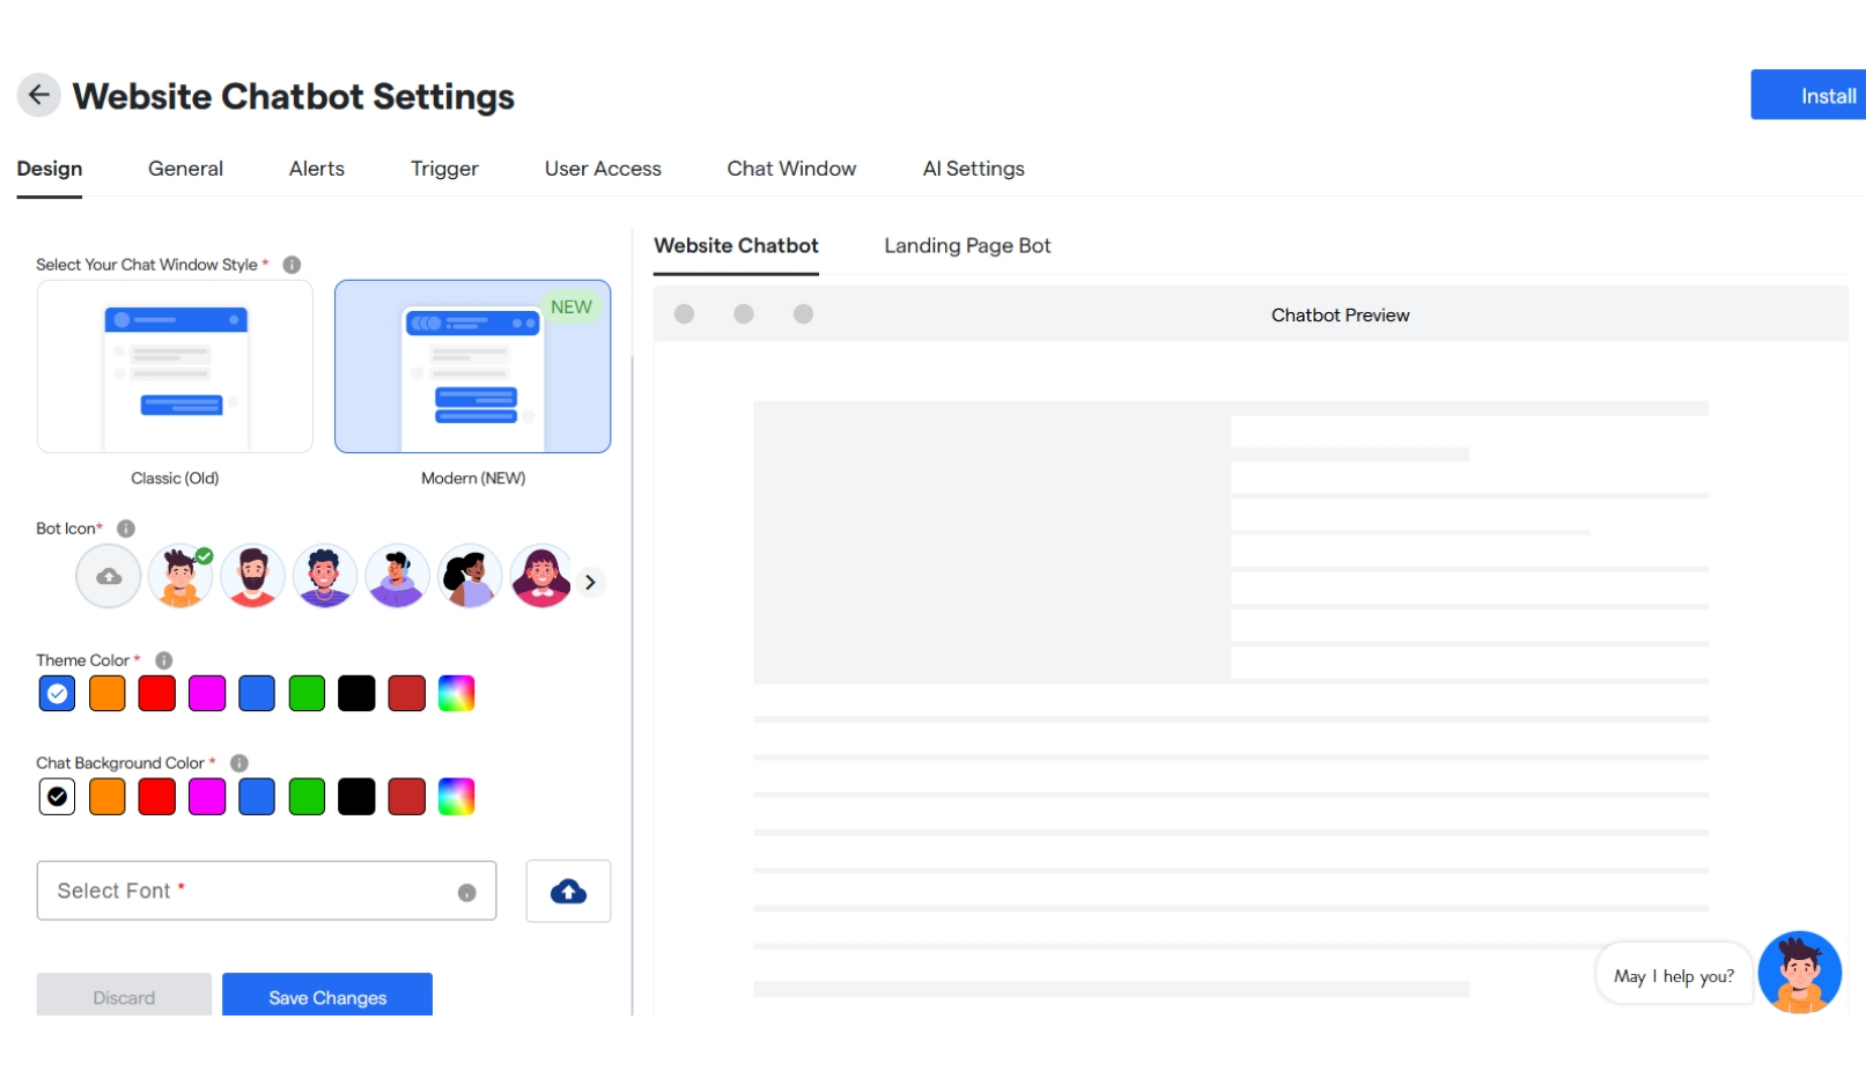 Website Chatbot Settings
Install
Design General Alerts Trigger User Access Chat Window AI Settings
Select Your Chat Window Style *
NEW
Classic (Old) Modern (NEW)
Bot Icon*
Theme Color *
Chat Background Color *
Select Font *
Discard Save Changes
Website Chatbot Landing Page Bot
Chatbot Preview
May I help you?